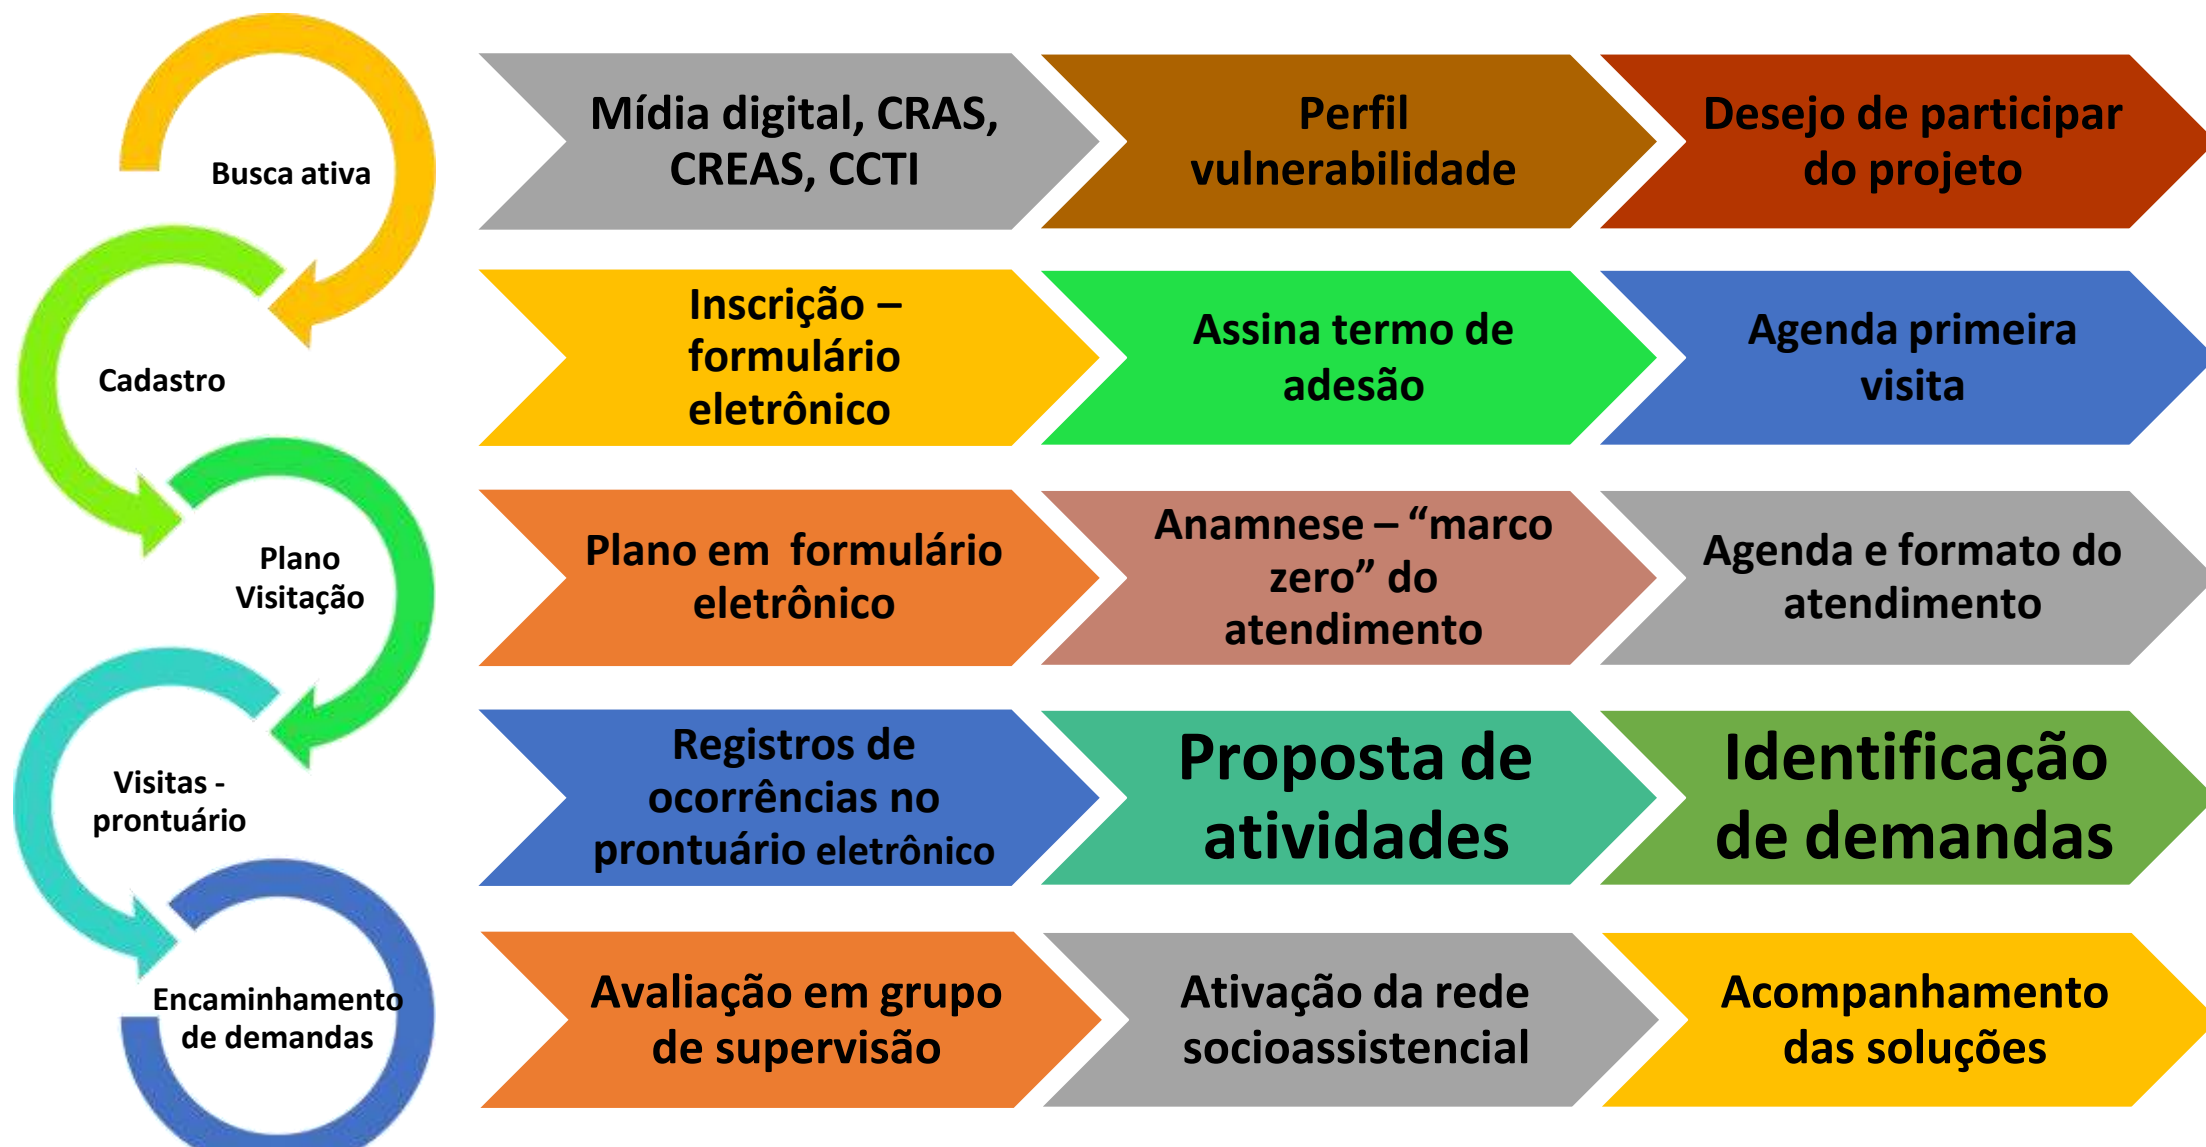 Busca ativa
Mídia digital, CRAS,
CREAS, CCTI
Perfil
vulnerabilidade
Desejo de participar
do projeto
Cadastro
Inscrição –
formulário
eletrônico
Assina termo de
adesão
Agenda primeira
visita
Plano
Visitação
Plano em  formulário
eletrônico
Anamnese – “marco
zero” do
atendimento
Agenda e formato do
atendimento
Visitas -
prontuário
Registros de
ocorrências no
prontuário eletrônico
Proposta de
atividades
Identificação
de demandas
Encaminhamento
de demandas
Avaliação em grupo
de supervisão
Ativação da rede
socioassistencial
Acompanhamento
das soluções